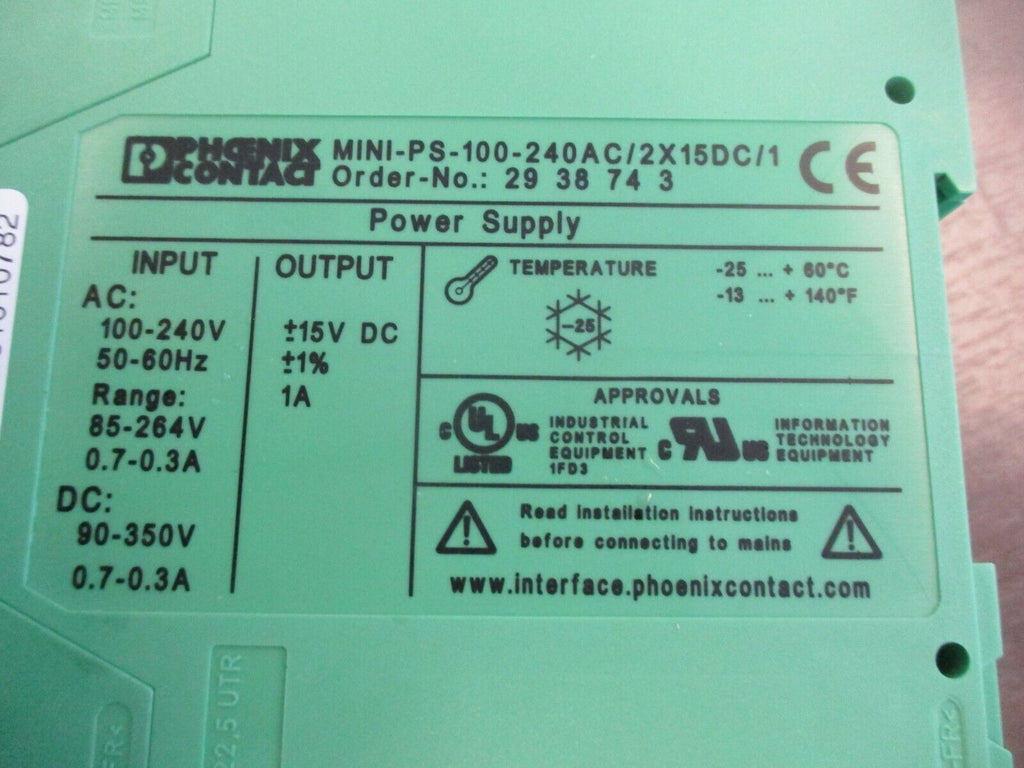 PHOENIX
CONTACT
MINI-PS-100-240AC/2X15DC/1
Order-No.: 29 38 74 3
CE
Power Supply
INPUT
AC:
100-240V
50-60Hz
Range:
85-264V
0.7-0.3A
DC:
90-350V
0.7-0.3A
OUTPUT
±15V DC
±1%
1A
TEMPERATURE
-25 ... + 60°C
-13 ... + 140°F
-25
APPROVALS
C UL US
LISTED
INDUSTRIAL
CONTROL
EQUIPMENT
1FD3
C RU US
INFORMATION
TECHNOLOGY
EQUIPMENT
Read installation instructions
before connecting to mains
www.interface.phoenixcontact.com
22,5 UTR